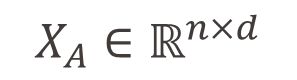 X_A ∈ ℝ^{n×d}